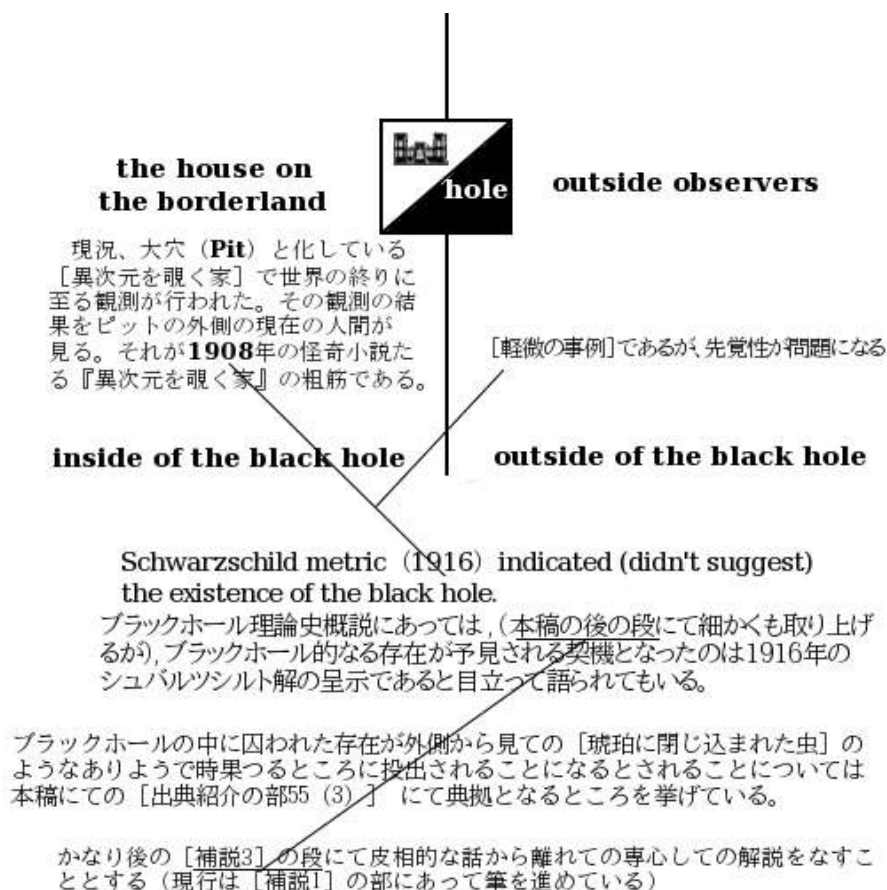 the house on
the borderland
hole
outside observers
現況、大穴（Pit）と化している
［異次元を覗く家］で世界の終りに
至る観測が行われた。その観測の結
果をピットの外側の現在の人間が
見る。それが1908年の怪奇小説た
る『異次元を覗く家』の粗筋である。
［軽微の事例］であるが、先覚性が問題になる
inside of the black hole
outside of the black hole
Schwarzschild metric（1916）indicated (didn't suggest)
the existence of the black hole.
ブラックホール理論史概説にあっては，（本稿の後の段にて細かくも取り上げ
るが），ブラックホール的なる存在が予見される契機となったのは1916年の
シュバルツシルト解の呈示であると目立って語られてもいる。
ブラックホールの中に囚われた存在が外側から見ての［琥珀に閉じ込まれた虫］の
ようなありようで時果つるところに投出されることになるとされることについては
本稿にての［出典紹介の部55（3）］ にて典拠となるところを挙げている。
かなり後の［補説3］の段にて皮相的な話から離れての専心しての解説をなすこ
ととする（現行は［補説1］の部にあって筆を進めている）